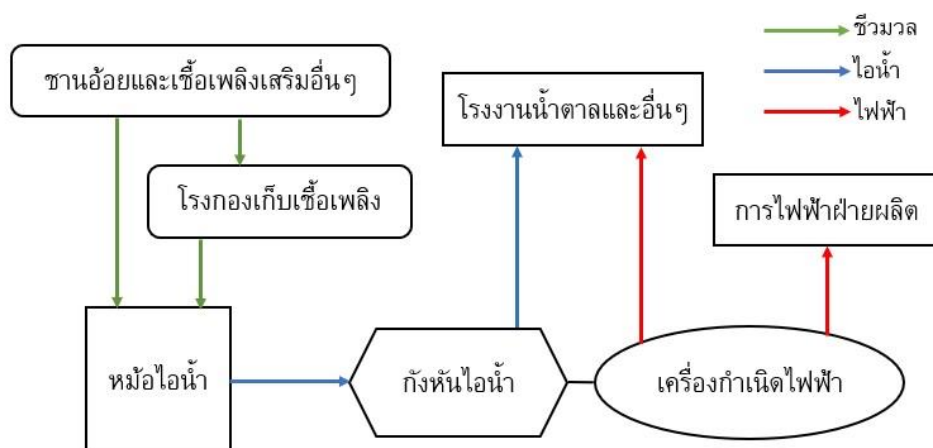 ชีวมวล
ไอน้ำ
ไฟฟ้า
ชานอ้อยและเชื้อเพลิงเสริมอื่นๆ
โรงงานน้ำตาลและอื่นๆ
โรงกองเก็บเชื้อเพลิง
การไฟฟ้าฝ่ายผลิต
หม้อไอน้ำ
กังหันไอน้ำ
เครื่องกำเนิดไฟฟ้า